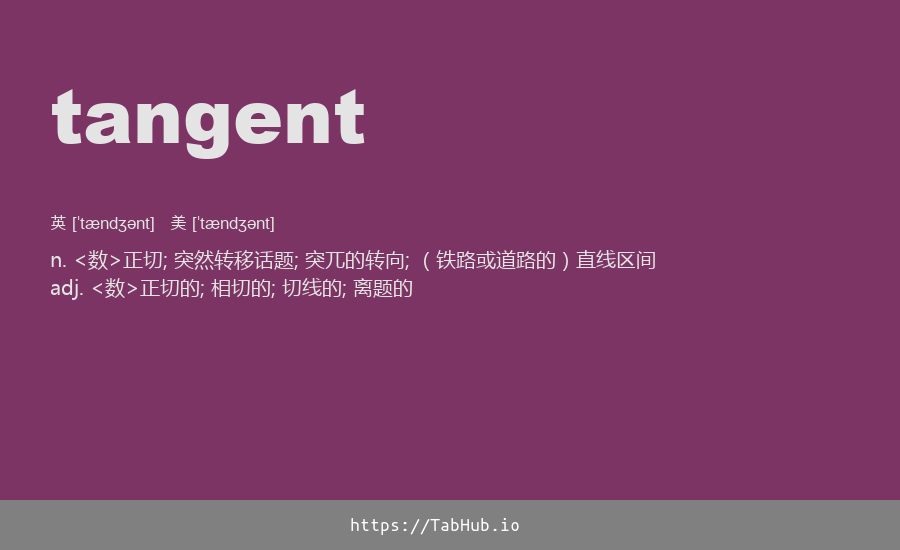 tangent
英 [ˈtændʒənt] 美 [ˈtændʒənt]
n. <数>正切; 突然转移话题; 突兀的转向; （铁路或道路的）直线区间
adj. <数>正切的; 相切的; 切线的; 离题的
https://TabHub.io